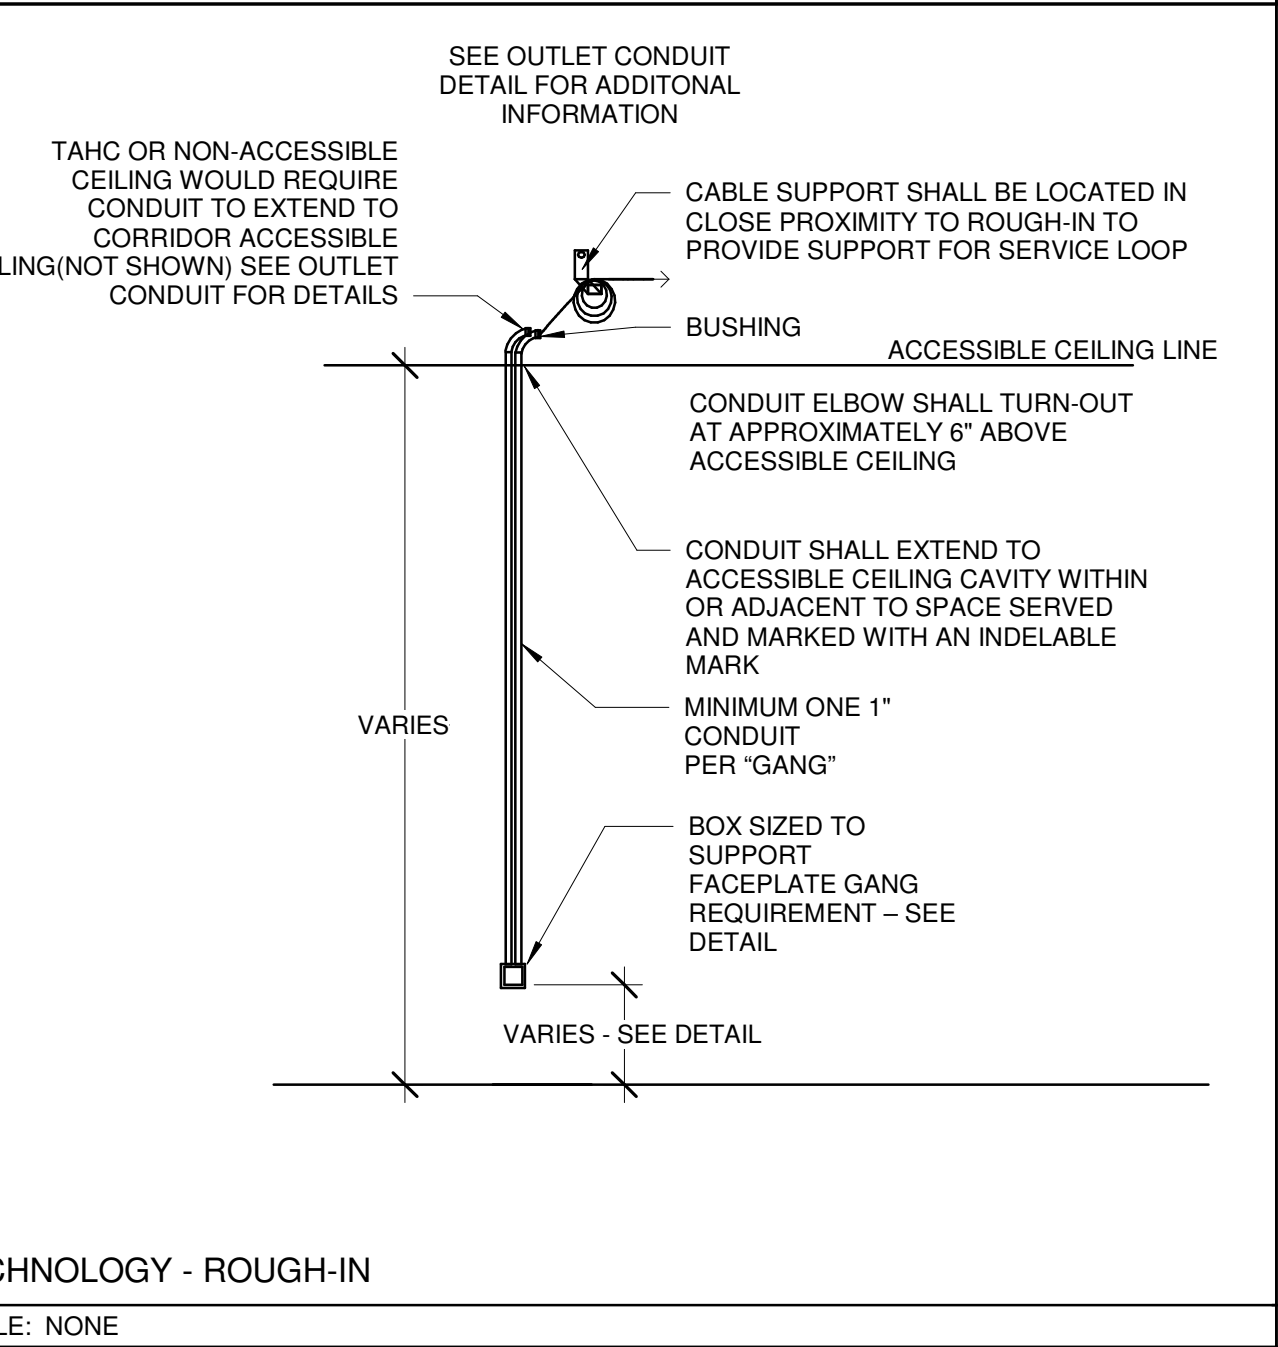 SEE OUTLET CONDUIT
DETAIL FOR ADDITONAL
INFORMATION
TAHC OR NON-ACCESSIBLE
CEILING WOULD REQUIRE
CONDUIT TO EXTEND TO
CORRIDOR ACCESSIBLE
LING(NOT SHOWN) SEE OUTLET
CONDUIT FOR DETAILS
CABLE SUPPORT SHALL BE LOCATED IN
CLOSE PROXIMITY TO ROUGH-IN TO
PROVIDE SUPPORT FOR SERVICE LOOP
BUSHING
ACCESSIBLE CEILING LINE
CONDUIT ELBOW SHALL TURN-OUT
AT APPROXIMATELY 6" ABOVE
ACCESSIBLE CEILING
CONDUIT SHALL EXTEND TO
ACCESSIBLE CEILING CAVITY WITHIN
OR ADJACENT TO SPACE SERVED
AND MARKED WITH AN INDELABLE
MARK
MINIMUM ONE 1"
CONDUIT
PER “GANG”
VARIES
BOX SIZED TO
SUPPORT
FACEPLATE GANG
REQUIREMENT – SEE
DETAIL
VARIES - SEE DETAIL
CHNOLOGY - ROUGH-IN
LE: NONE